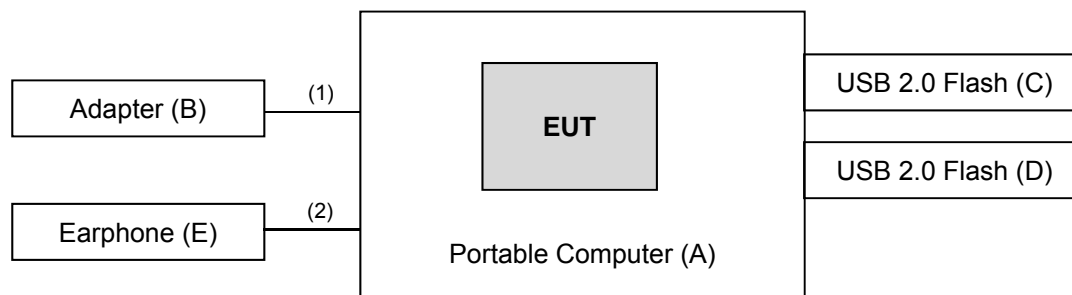 Adapter (B)
(1)
EUT
USB 2.0 Flash (C)
USB 2.0 Flash (D)
Earphone (E)
(2)
Portable Computer (A)